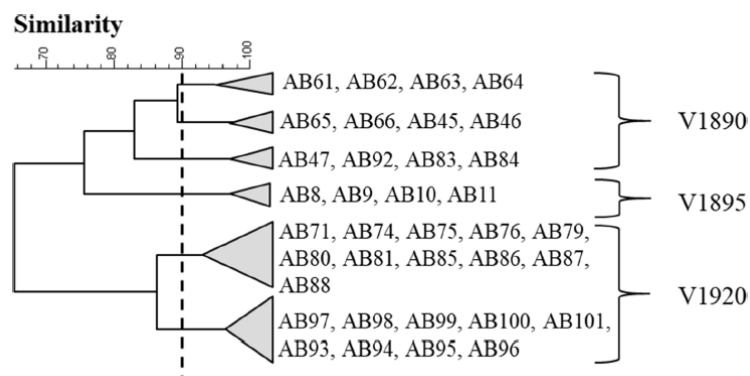 Similarity
70 80 90 100
AB61, AB62, AB63, AB64
AB65, AB66, AB45, AB46
V1890
AB47, AB92, AB83, AB84
AB8, AB9, AB10, AB11
V1895
AB71, AB74, AB75, AB76, AB79,
AB80, AB81, AB85, AB86, AB87,
AB88
V1920
AB97, AB98, AB99, AB100, AB101,
AB93, AB94, AB95, AB96